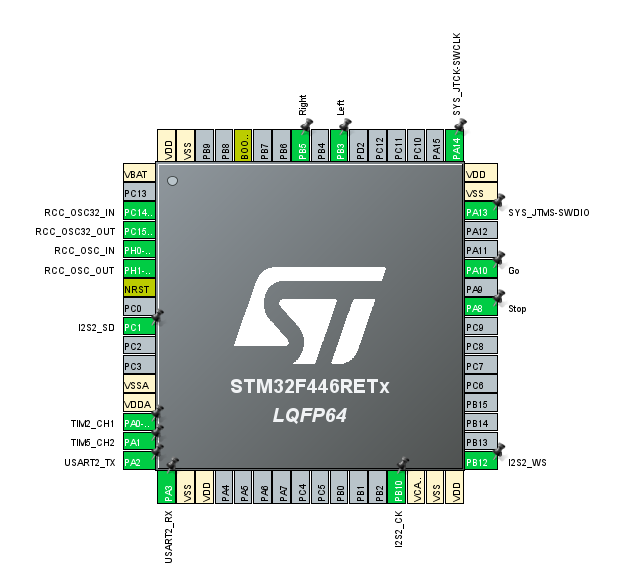 SYS_JTCK-SWCLK
Right
Left
VDD
VSS
PB9
PB8
BOO..
PB7
PB6
PB5
PB4
PB3
PD2
PC12
PC11
PC10
PA15
PA14
VBAT
PC13
RCC_OSC32_IN PC14..
RCC_OSC32_OUT PC15..
RCC_OSC_IN PH0-..
RCC_OSC_OUT PH1-..
NRST
PC0
I2S2_SD PC1
PC2
PC3
VSSA
VDDA
TIM2_CH1 PA0-..
TIM5_CH2 PA1
USART2_TX PA2
ST
STM32F446RETx
LQFP64
VDD
VSS
PA13 SYS_JTMS-SWDIO
PA12
PA11
PA10 Go
PA9
PA8 Stop
PC9
PC8
PC7
PC6
PB15
PB14
PB13
PB12 I2S2_WS
PA3
VSS
VDD
PA4
PA5
PA6
PA7
PC4
PC5
PB0
PB1
PB2
PB10
VCA..
VSS
VDD
USART2_RX
I2S2_CK